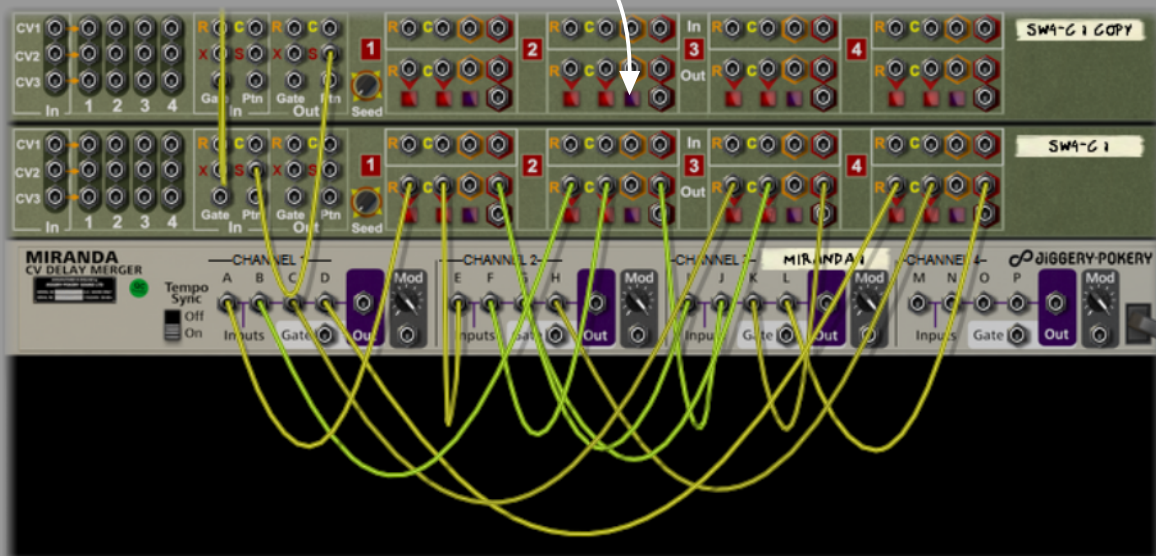 CV1 R C R C 1 R C 2 R C In 3 R C 4 R C SW4-C 1 COPY
CV2 X S X S R C R C Out R C R C
CV3
Gate Ptn Gate Ptn
In 1 2 3 4 In Out Seed
CV1 R C R C 1 R C 2 R C In 3 R C 4 R C SW4-C 1
CV2 X S X S R C R C Out R C R C
CV3
Gate Ptn Gate Ptn
In 1 2 3 4 In Out Seed
MIRANDA CHANNEL 1 CHANNEL 2 CHANNEL MIRANDA 1 CHANNEL 4 JIGGERY-POKERY
CV DELAY MERGER
A B C D Mod E F G H Mod J K L Mod M N O P Mod
Tempo
Sync
Off
On
Inputs Gate Out Inputs Gate Out Inputs Gate Out Inputs Gate Out